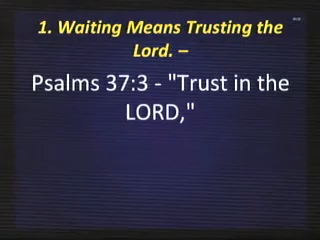 1. Waiting Means Trusting the
Lord. –
Psalms 37:3 - "Trust in the
LORD,"